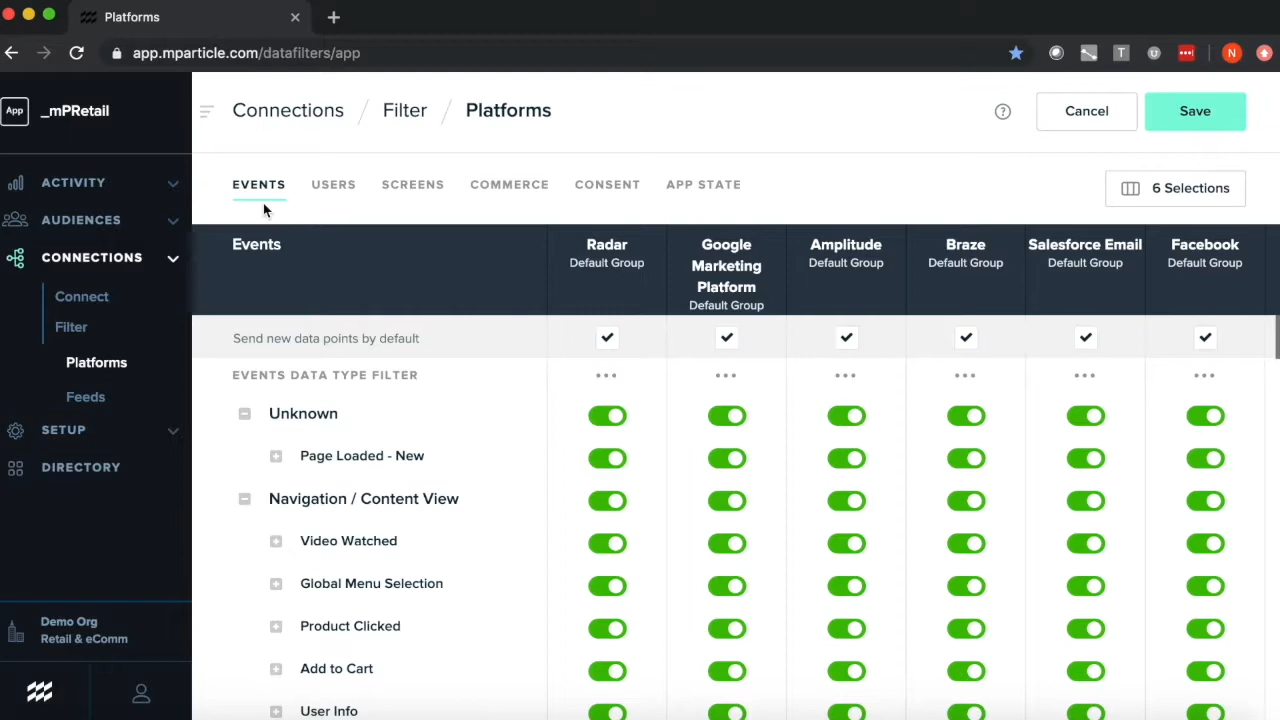 Platforms
app.mparticle.com/datafilters/app
T
N
App
_mPRetail
Connections / Filter / Platforms
Cancel
Save
ACTIVITY
AUDIENCES
CONNECTIONS
Connect
Filter
Platforms
Feeds
SETUP
DIRECTORY
Demo Org
Retail & eComm
EVENTS USERS SCREENS COMMERCE CONSENT APP STATE
6 Selections
Events
Radar
Default Group
Google
Marketing
Platform
Default Group
Amplitude
Default Group
Braze
Default Group
Salesforce Email
Default Group
Facebook
Default Group
Send new data points by default
EVENTS DATA TYPE FILTER
Unknown
Page Loaded - New
Navigation / Content View
Video Watched
Global Menu Selection
Product Clicked
Add to Cart
User Info